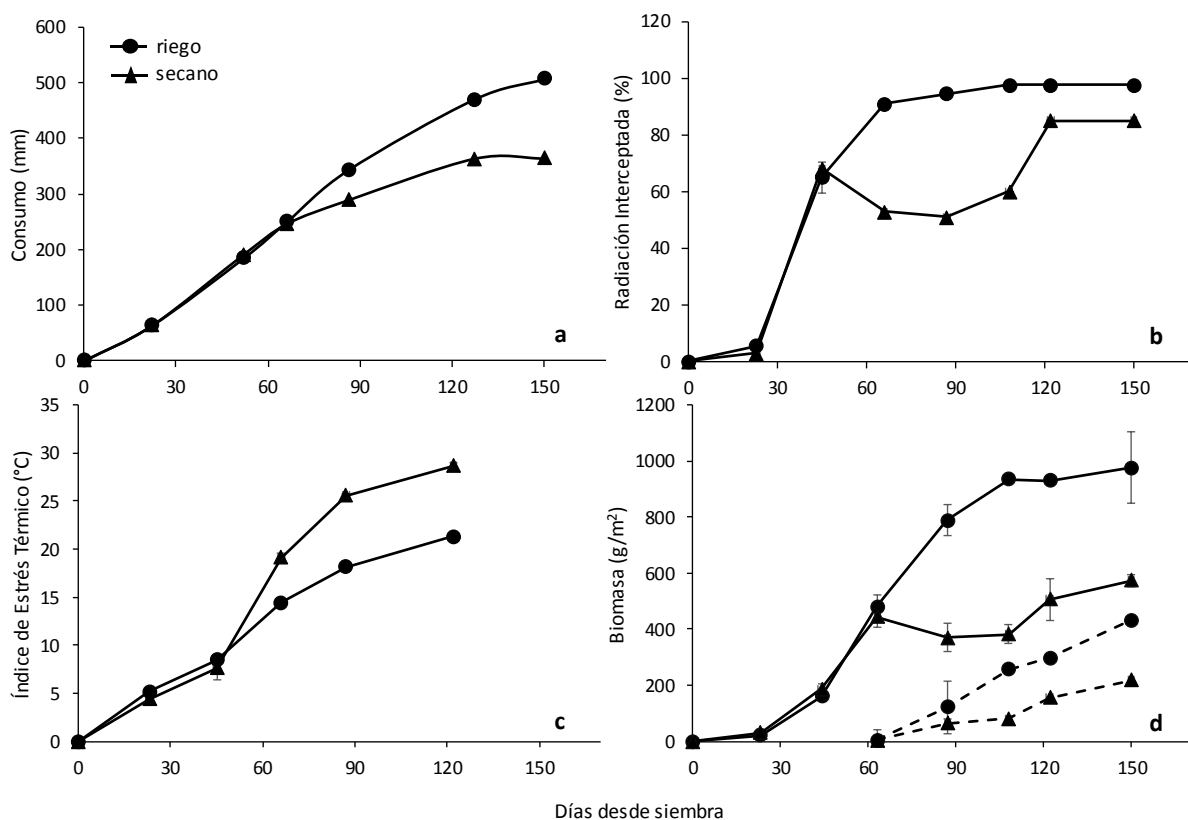 600
500
400
300
200
100
0
Consumo (mm)
riego
secano
a
0 30 60 90 120 150
120
100
80
60
40
20
0
Radiación Interceptada (%)
b
0 30 60 90 120 150
35
30
25
20
15
10
5
0
Índice de Estrés Térmico (°C)
c
0 30 60 90 120 150
1200
1000
800
600
400
200
0
Biomasa (g/m²)
d
0 30 60 90 120 150
Días desde siembra